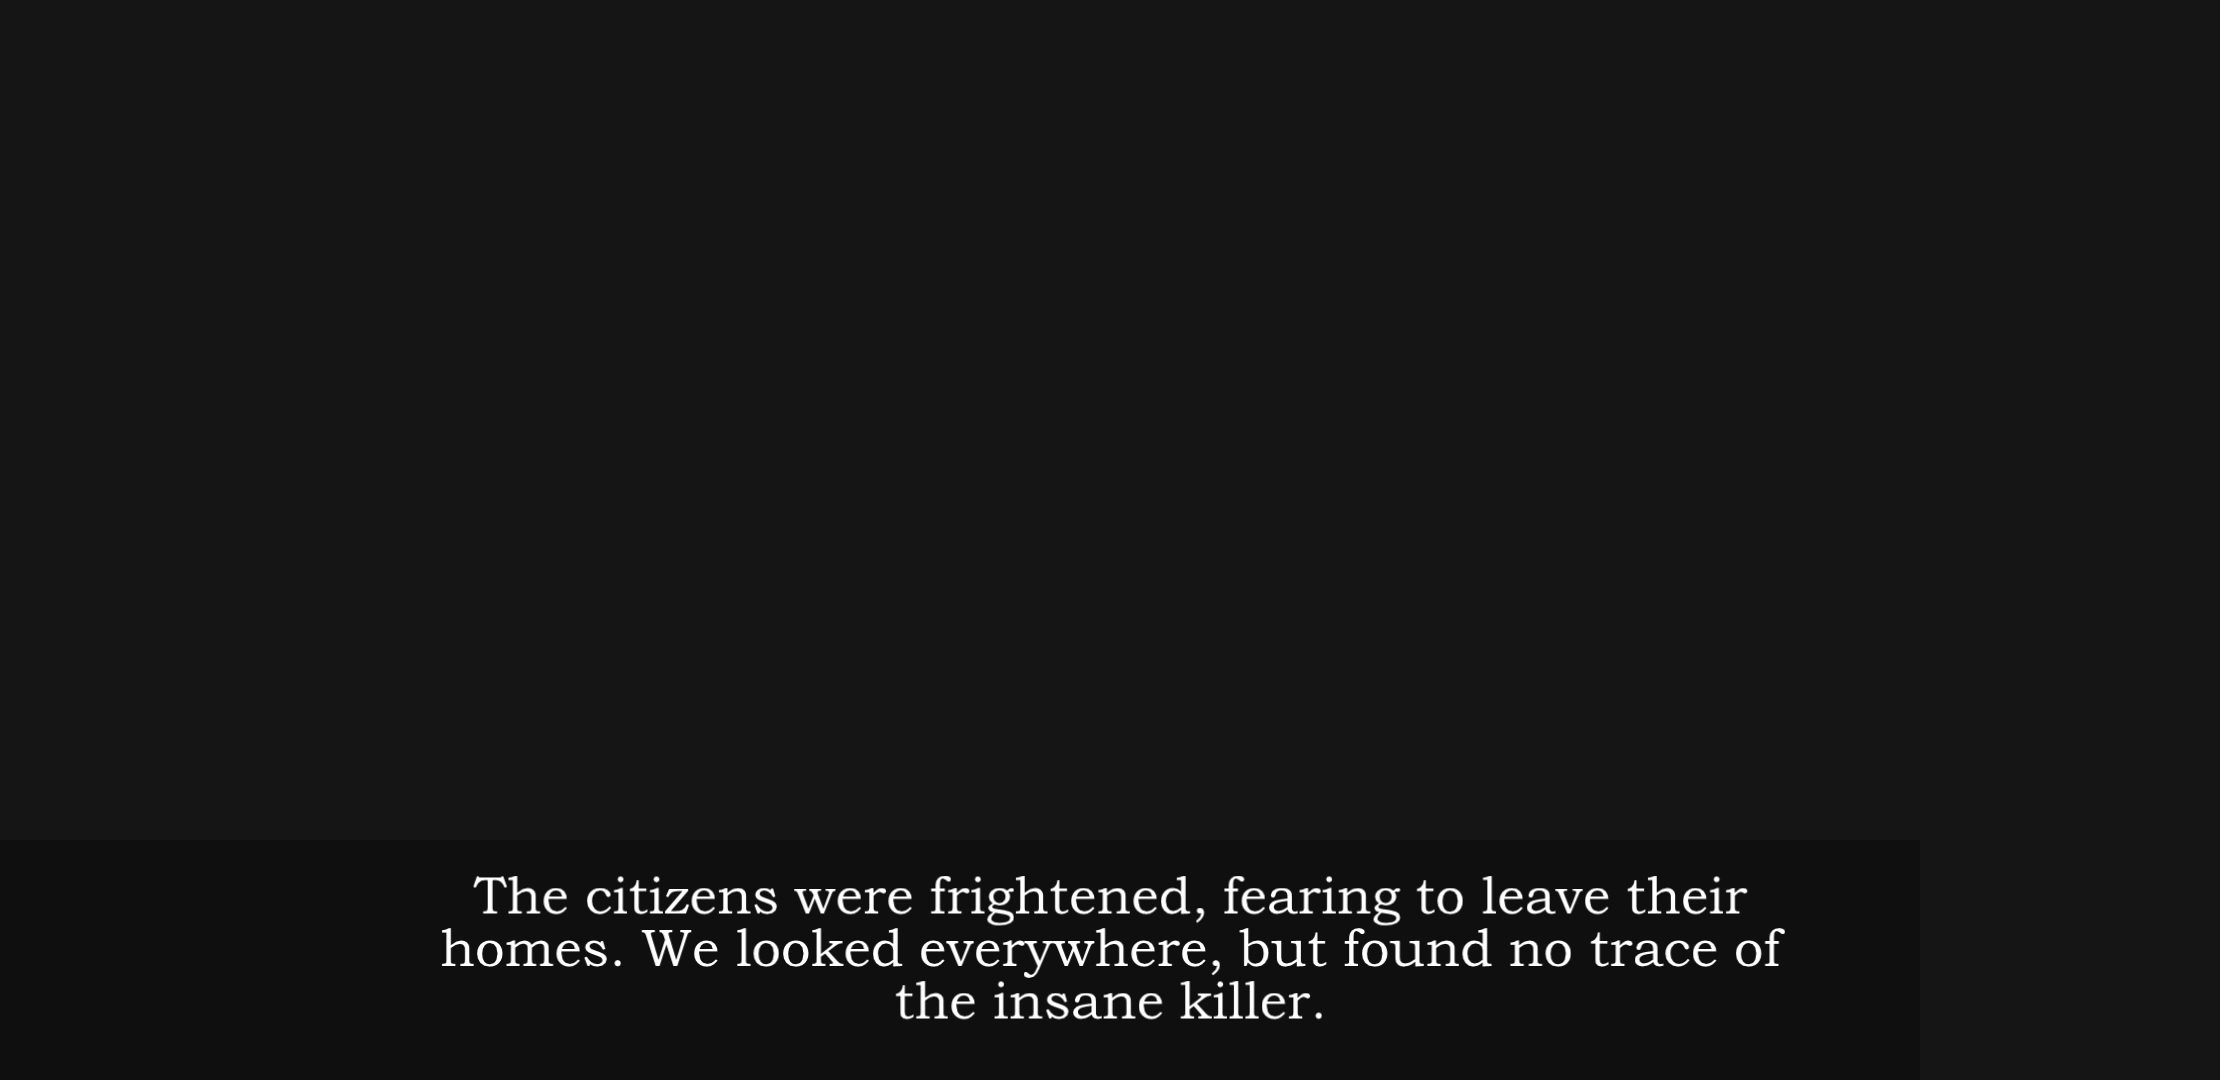 The citizens were frightened, fearing to leave their
homes. We looked everywhere, but found no trace of
the insane killer.